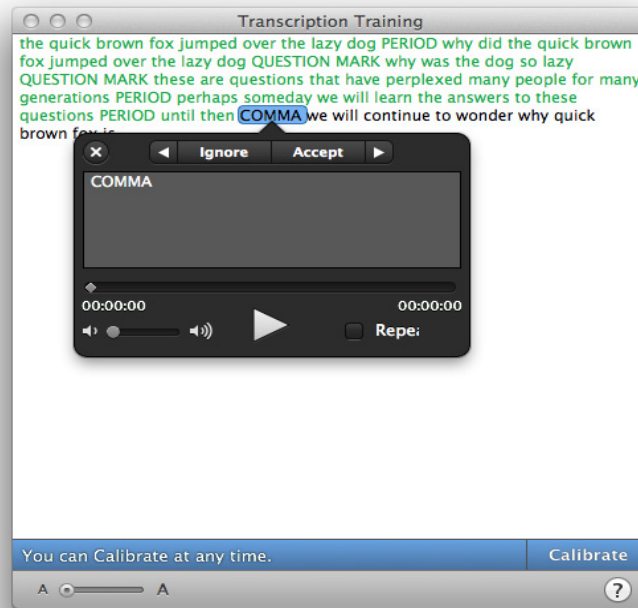 Transcription Training
the quick brown fox jumped over the lazy dog PERIOD why did the quick brown
fox jumped over the lazy dog QUESTION MARK why was the dog so lazy
QUESTION MARK these are questions that have perplexed many people for many
generations PERIOD perhaps someday we will learn the answers to these
questions PERIOD until then COMMA we will continue to wonder why quick
brown fox is
Ignore Accept
COMMA
00:00:00 00:00:00
Repea
You can Calibrate at any time. Calibrate
A A ?